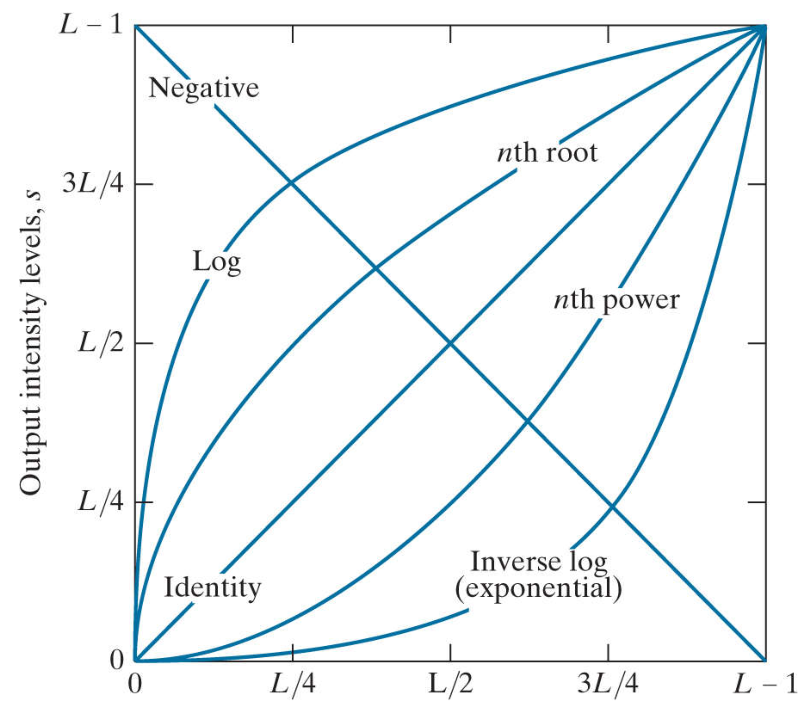 L – 1
Negative
nth root
3L/4
Log
nth power
L/2
Output intensity levels, s
L/4
Inverse log
(exponential)
Identity
0
0
L/4
L/2
3L/4
L – 1